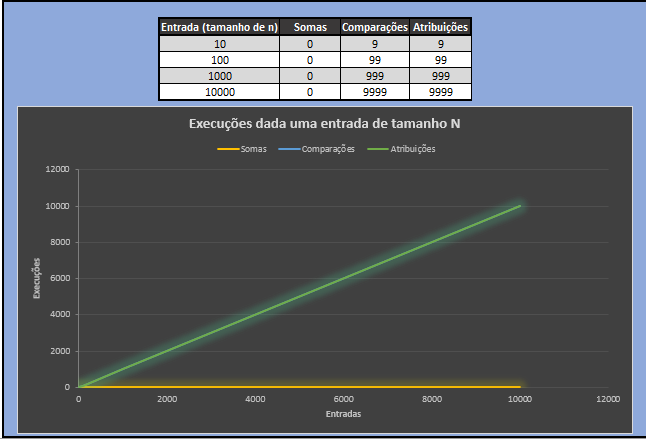 Entrada (tamanho de n) Somas Comparações Atribuições
10 0 9 9
100 0 99 99
1000 0 999 999
10000 0 9999 9999
Execuções dada uma entrada de tamanho N
Somas Comparações Atribuições
12000
10000
8000
6000
4000
2000
0
Execuções
0 2000 4000 6000 8000 10000 12000
Entradas